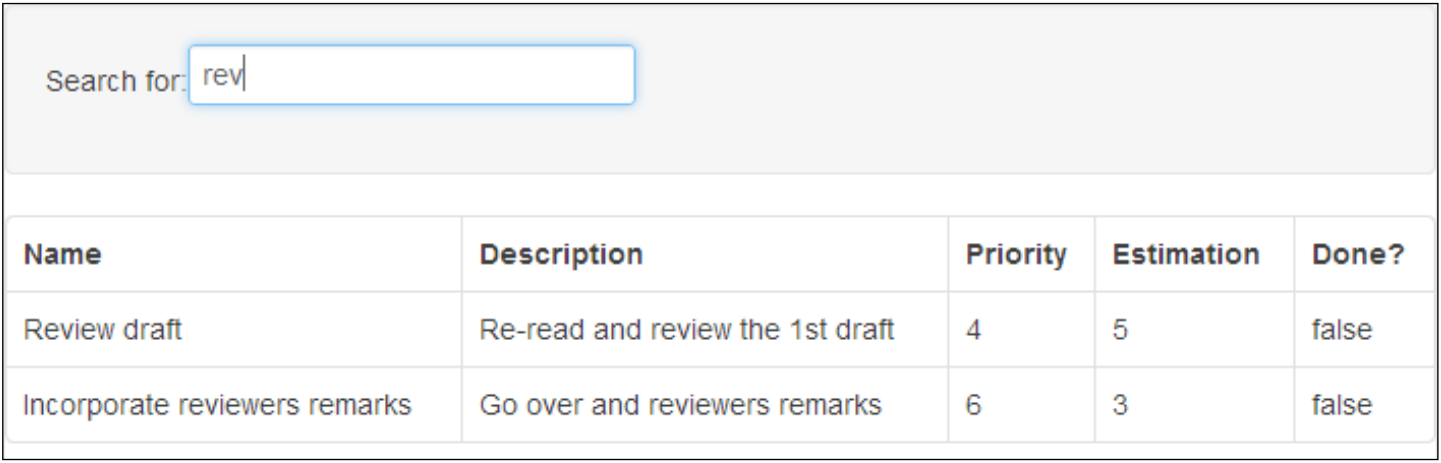 Search for: rev
Name Description Priority Estimation Done?
Review draft Re-read and review the 1st draft 4 5 false
Incorporate reviewers remarks Go over and reviewers remarks 6 3 false